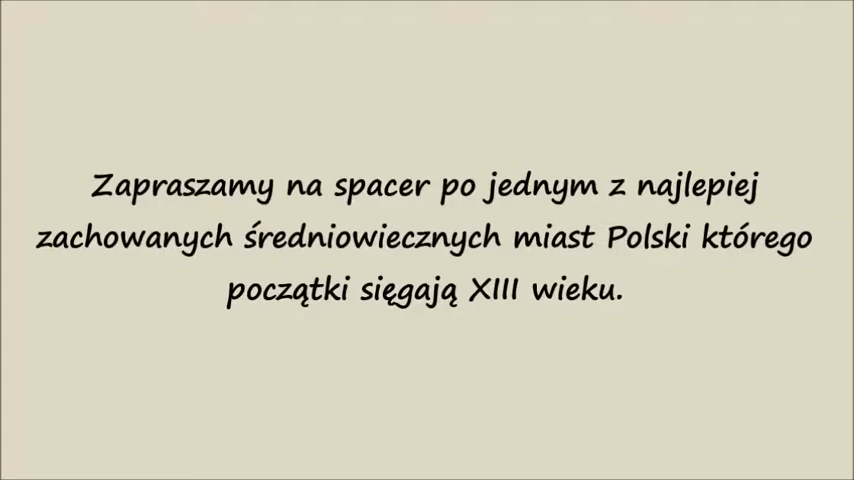 Zapraszamy na spacer po jednym z najlepiej
zachowanych średniowiecznych miast Polski którego
początki sięgają XIII wieku.